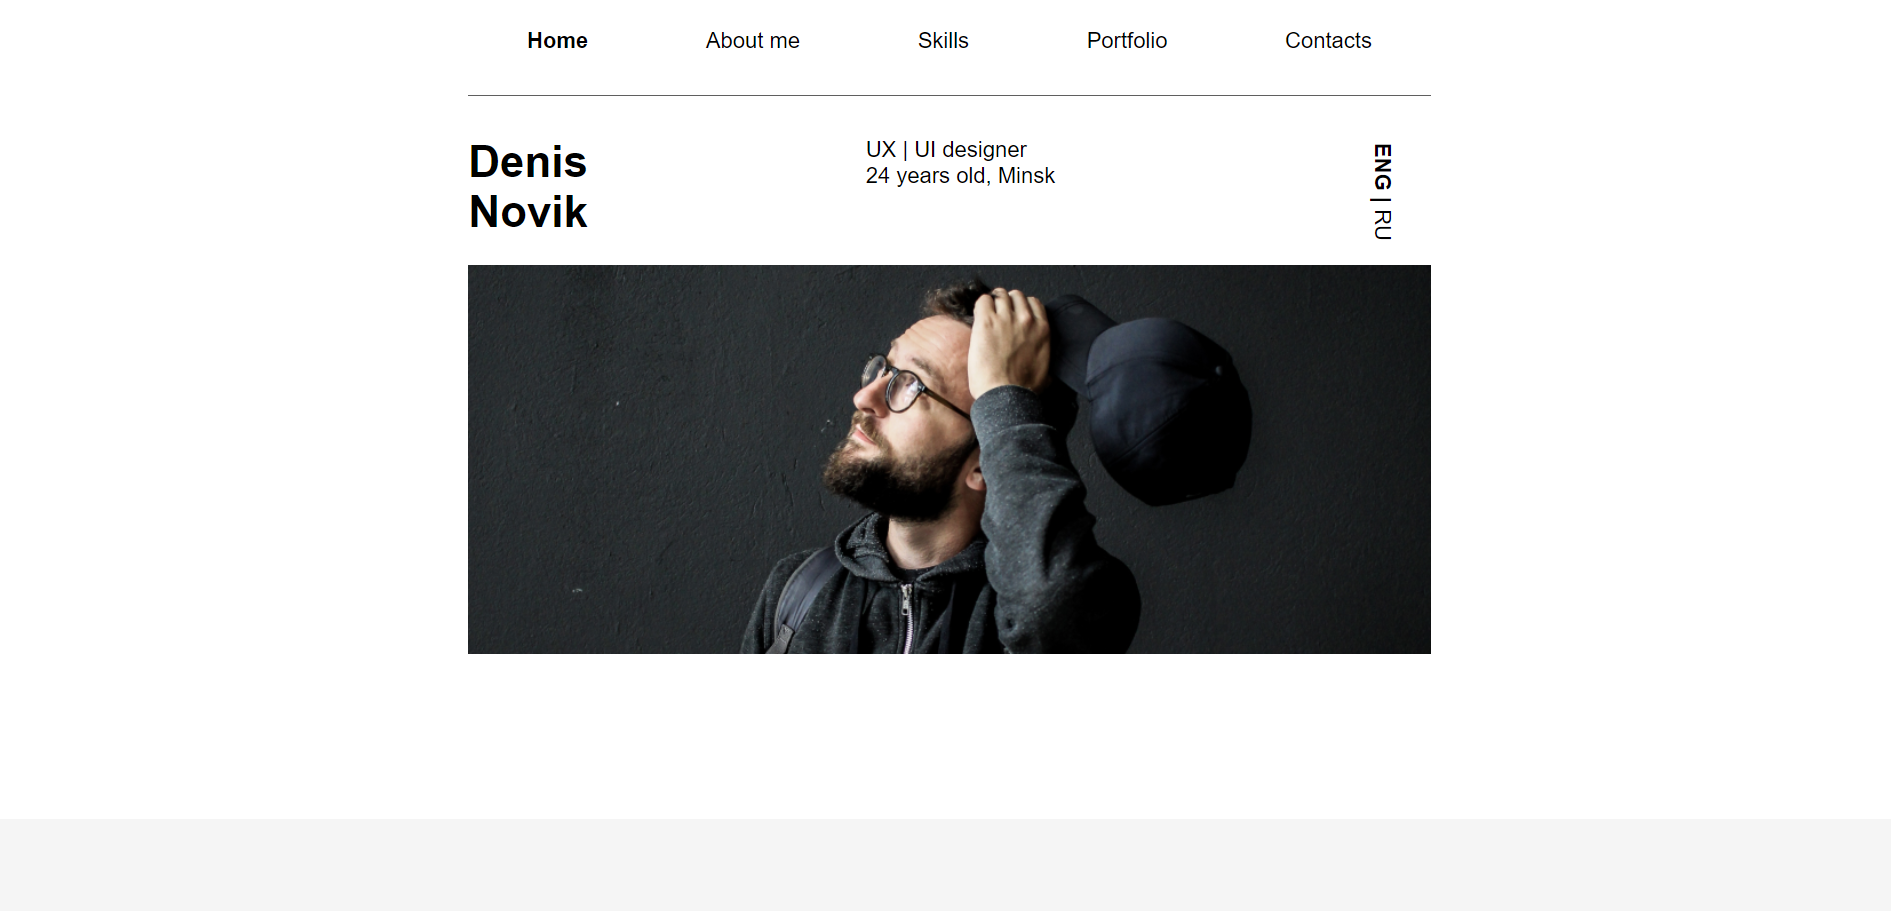 Home About me Skills Portfolio Contacts
Denis
Novik
UX | UI designer
24 years old, Minsk
ENG | RU